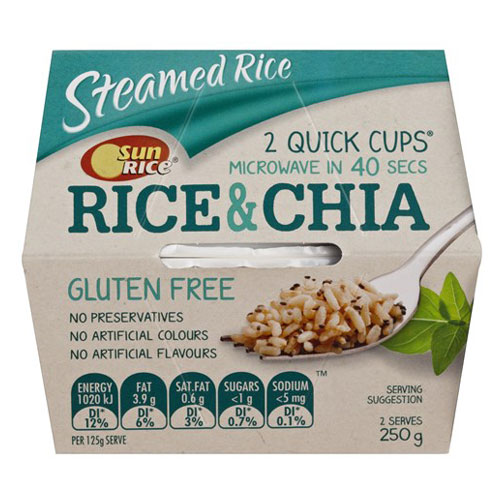 Steamed Rice
Sun
RICE®
2 QUICK CUPS®
MICROWAVE IN 40 SECS
RICE & CHIA
GLUTEN FREE
NO PRESERVATIVES
NO ARTIFICIAL COLOURS
NO ARTIFICIAL FLAVOURS
ENERGY
1020 kJ
DI*
12%
FAT
3.9 g
DI*
6%
SAT.FAT
0.6 g
DI*
3%
SUGARS
<1 g
DI*
0.7%
SODIUM
<5 mg
DI*
0.1%
™
PER 125g SERVE
SERVING
SUGGESTION
2 SERVES
250g